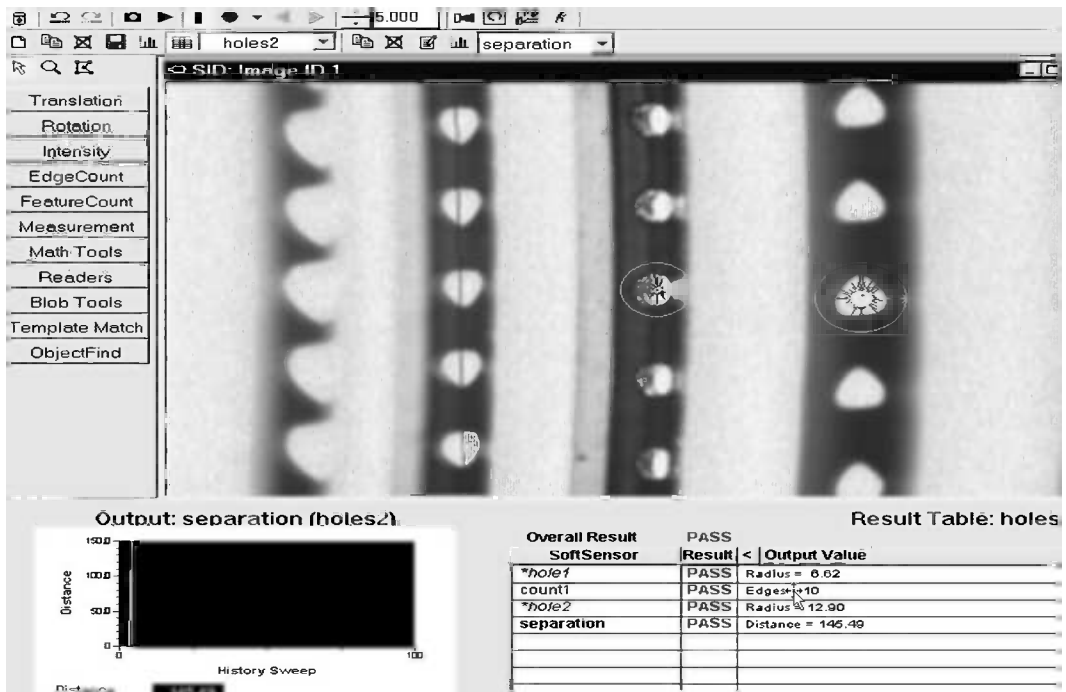 5.000
holes2
separation
SID: Image ID 1
Translation
Rotation
Intensity
EdgeCount
FeatureCount
Measurement
Math Tools
Readers
Blob Tools
Template Match
ObjectFind
Output: separation (holes2)
150.0
100.0
50.0
0
0
100
Distance
History Sweep
Distance
Result Table: holes
Overall Result PASS
SoftSensor Result < Output Value
*hole1 PASS Radius = 6.62
count1 PASS Edges 10
*hole2 PASS Radius 12.90
separation PASS Distance = 145.49